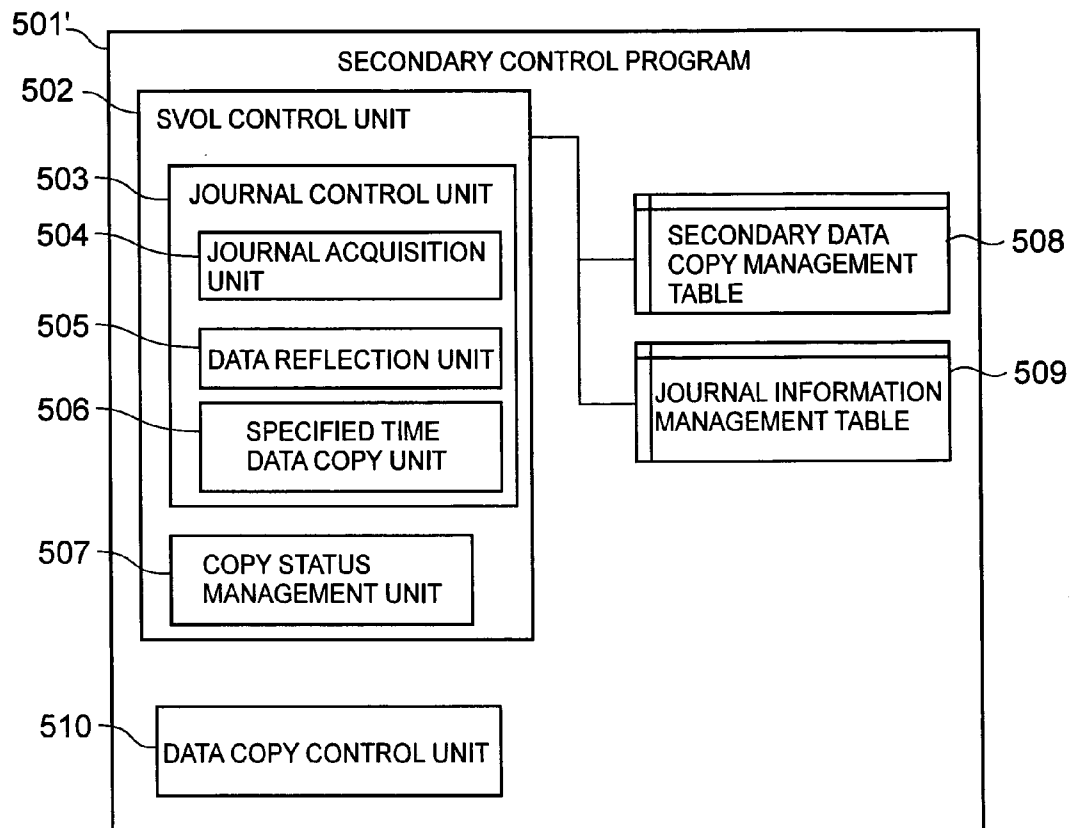 501'
SECONDARY CONTROL PROGRAM
502
SVOL CONTROL UNIT
503
JOURNAL CONTROL UNIT
504
JOURNAL ACQUISITION
UNIT
505
DATA REFLECTION UNIT
506
SPECIFIED TIME
DATA COPY UNIT
507
COPY STATUS
MANAGEMENT UNIT
SECONDARY DATA
COPY MANAGEMENT
TABLE
508
JOURNAL INFORMATION
MANAGEMENT TABLE
509
510
DATA COPY CONTROL UNIT